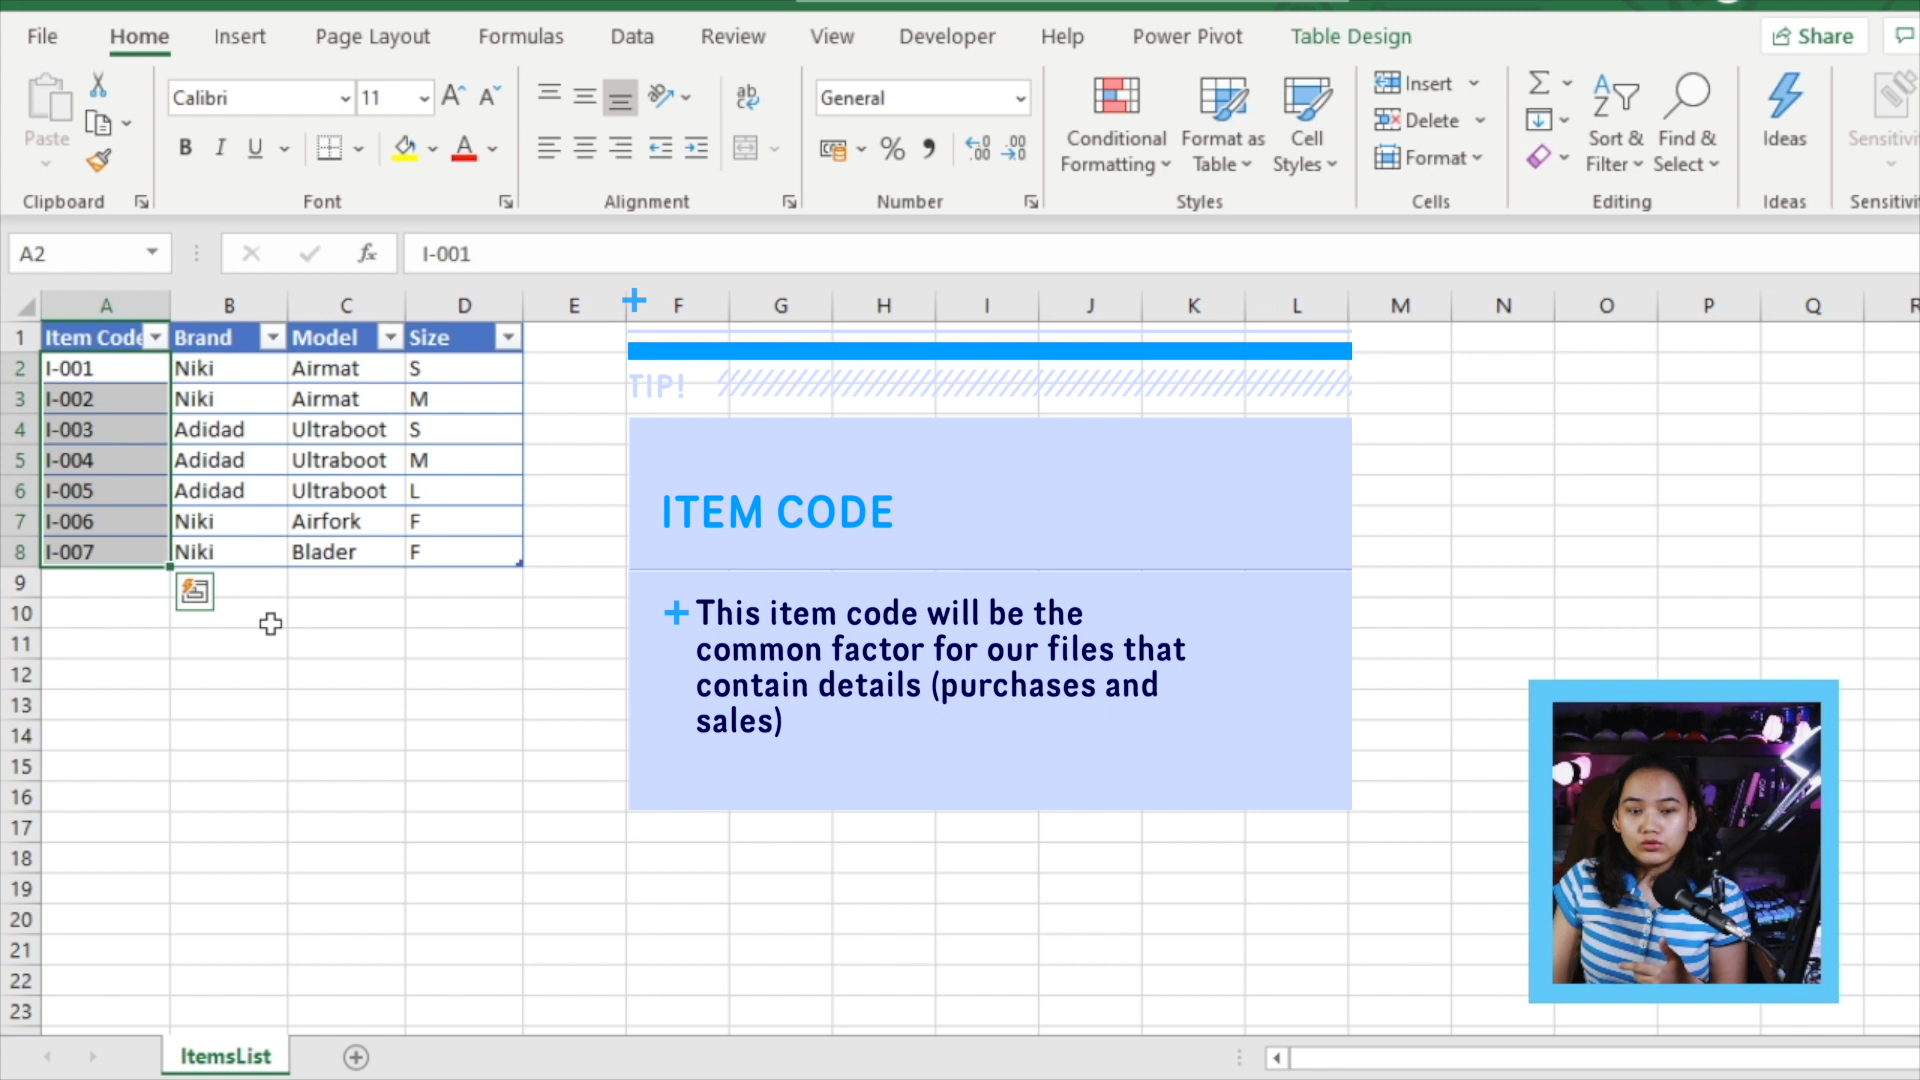 File Home Insert Page Layout Formulas Data Review View Developer Help Power Pivot Table Design Share
Paste
Clipboard
Calibri 11
B I U
Font
Alignment
General
Number
Conditional Formatting
Format as Table
Cell Styles
Styles
Insert
Delete
Format
Cells
Sort & Filter
Find & Select
Editing
Ideas
Ideas
A2 fx I-001
A B C D E F G H I J K L M N O P Q R
1 Item Code Brand Model Size
2 I-001 Niki Airmat S
3 I-002 Niki Airmat M
4 I-003 Adidad Ultraboot S
5 I-004 Adidad Ultraboot M
6 I-005 Adidad Ultraboot L
7 I-006 Niki Airfork F
8 I-007 Niki Blader F
9
10
11
12
13
14
15
16
17
18
19
20
21
22
23
TIP!
ITEM CODE
This item code will be the
common factor for our files that
contain details (purchases and
sales)
ItemsList